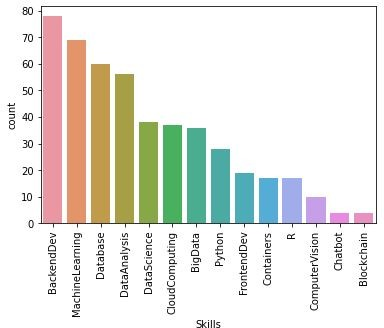 80
70
60
50
40
30
20
10
0
count
BackendDev
MachineLearning
Database
DataAnalysis
DataScience
CloudComputing
BigData
Python
FrontendDev
Containers
R
ComputerVision
Chatbot
Blockchain
Skills